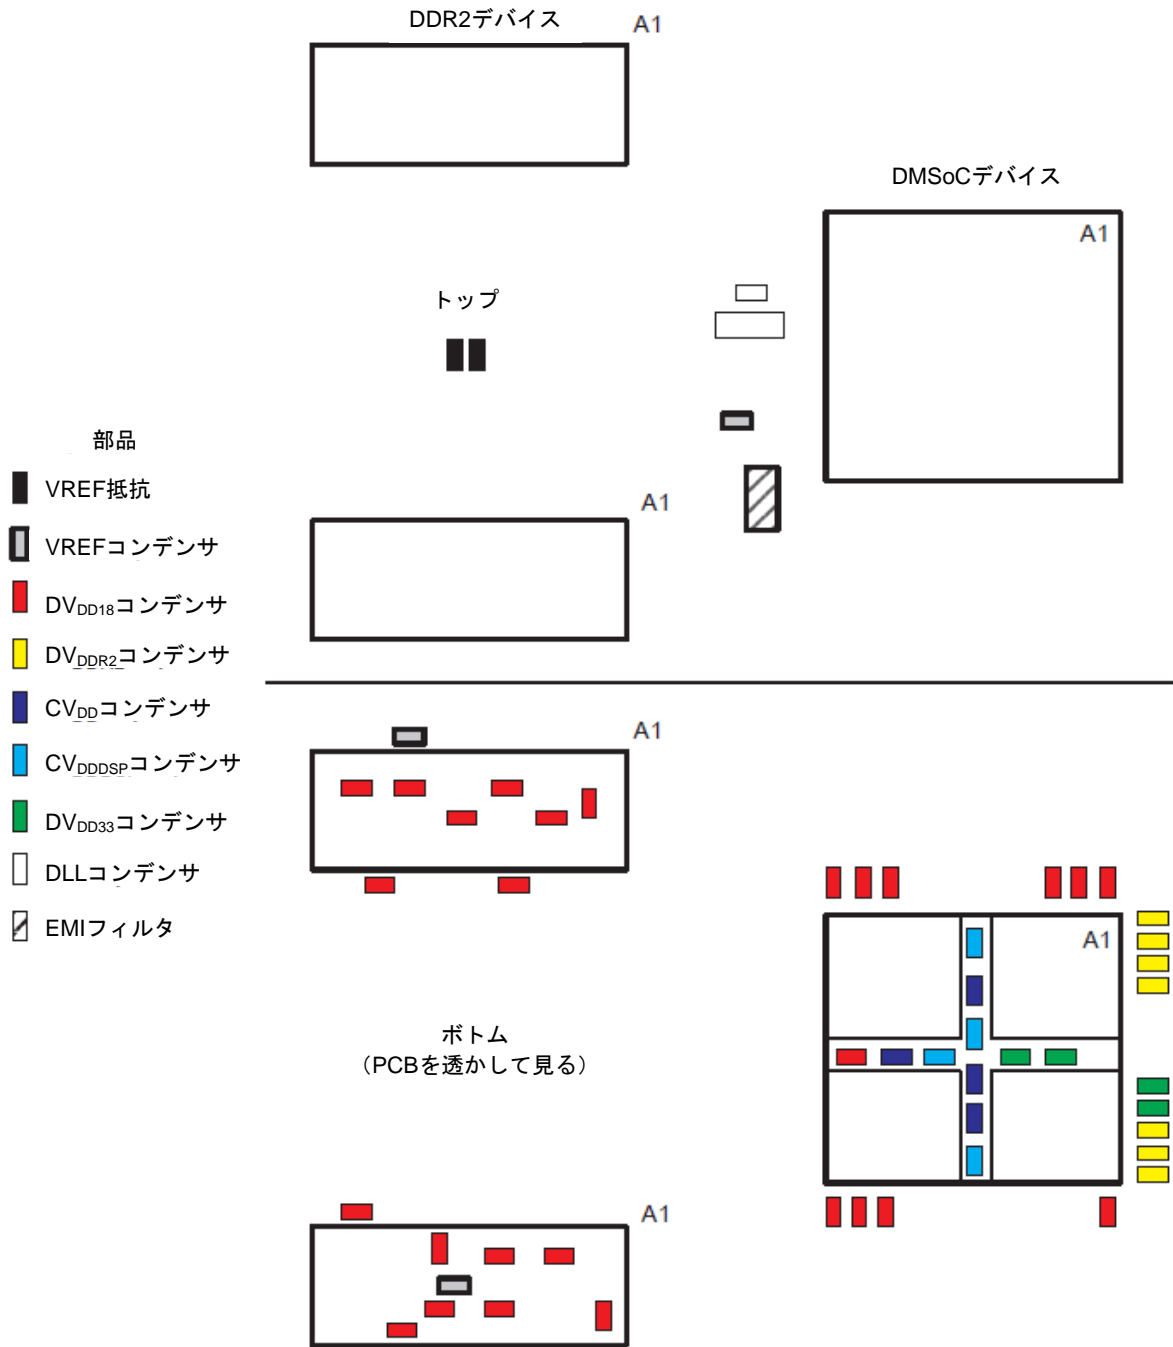 DDR2デバイス
A1
DMSoCデバイス
A1
トップ
部品
VREF抵抗
A1
VREFコンデンサ
DVDD18コンデンサ
DVDDR2コンデンサ
CVDDコンデンサ
A1
CVDDDSPコンデンサ
DVDD33コンデンサ
DLLコンデンサ
EMIフィルタ
A1
ボトム
（PCBを透かして見る）
A1